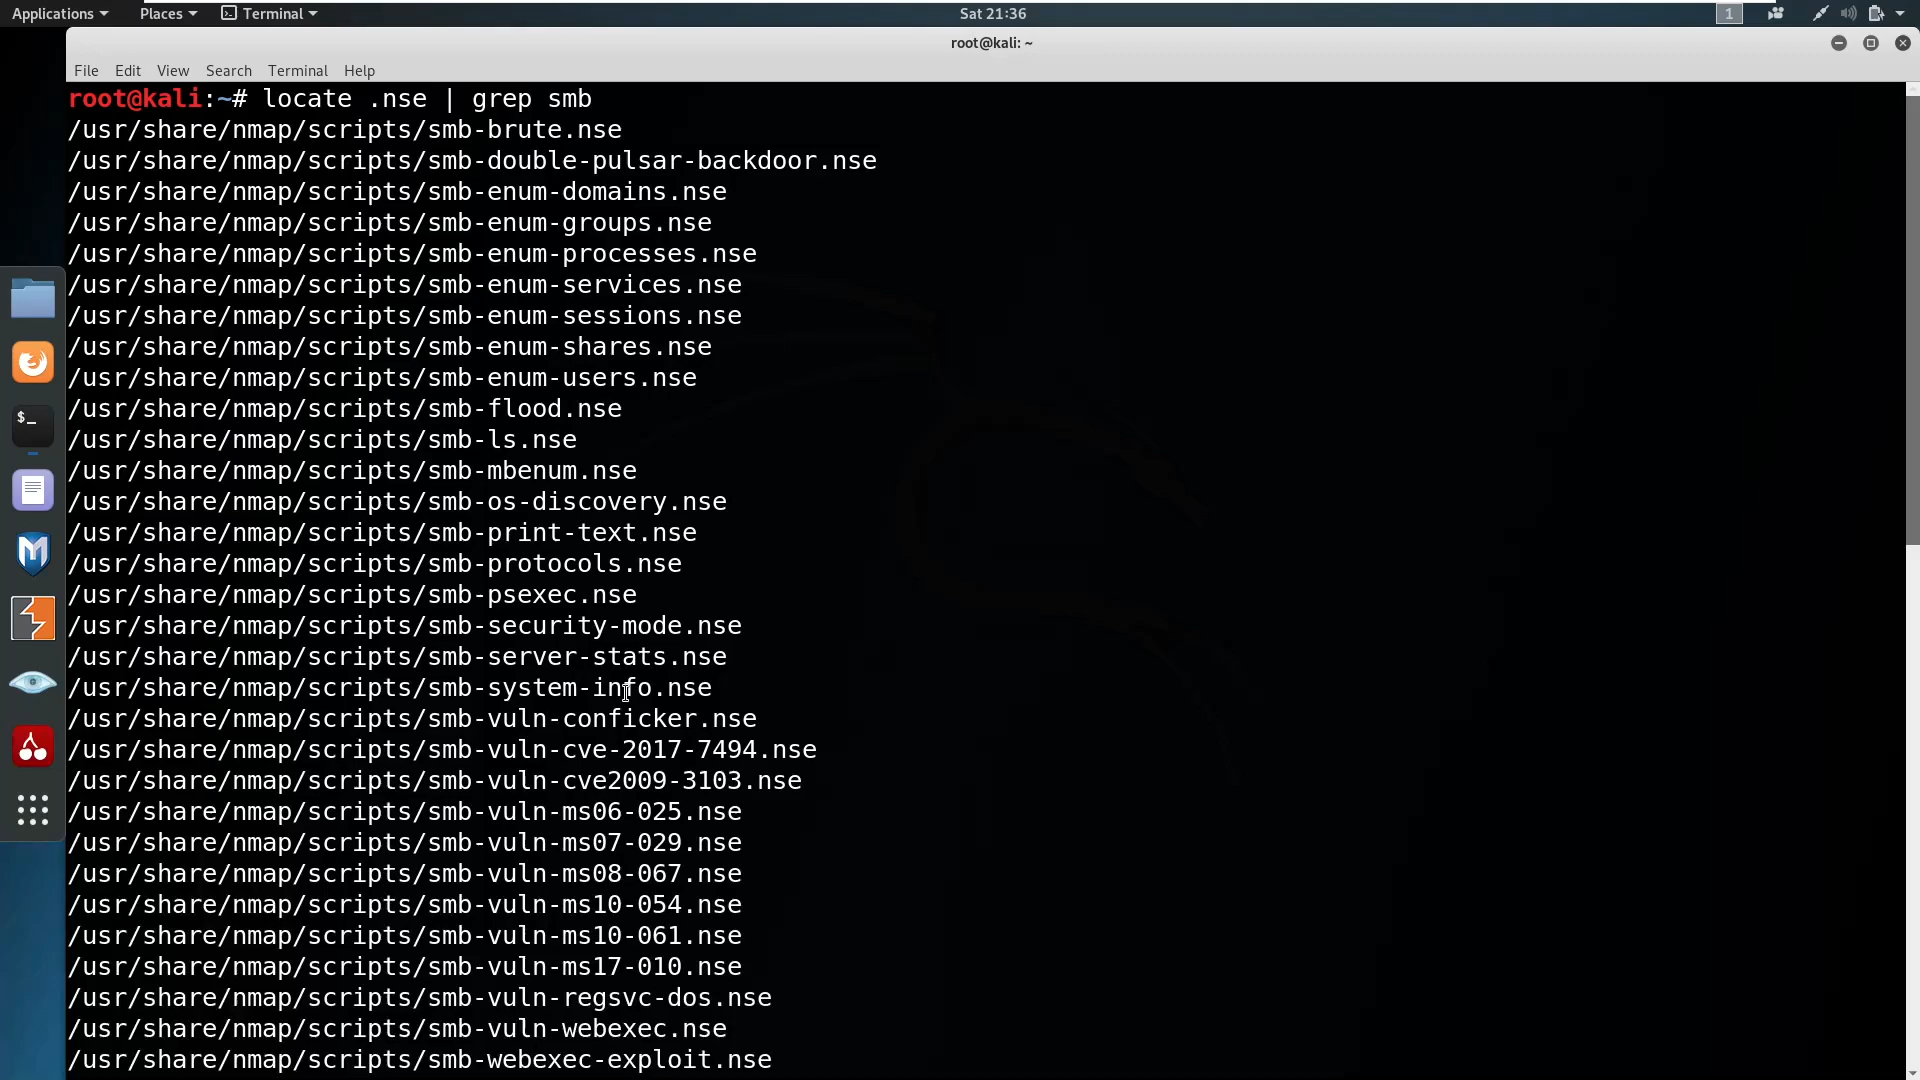 Applications Places Terminal Sat 21:36 1
root@kali: ~
File Edit View Search Terminal Help
root@kali:~# locate .nse | grep smb
/usr/share/nmap/scripts/smb-brute.nse
/usr/share/nmap/scripts/smb-double-pulsar-backdoor.nse
/usr/share/nmap/scripts/smb-enum-domains.nse
/usr/share/nmap/scripts/smb-enum-groups.nse
/usr/share/nmap/scripts/smb-enum-processes.nse
/usr/share/nmap/scripts/smb-enum-services.nse
/usr/share/nmap/scripts/smb-enum-sessions.nse
/usr/share/nmap/scripts/smb-enum-shares.nse
/usr/share/nmap/scripts/smb-enum-users.nse
/usr/share/nmap/scripts/smb-flood.nse
/usr/share/nmap/scripts/smb-ls.nse
/usr/share/nmap/scripts/smb-mbenum.nse
/usr/share/nmap/scripts/smb-os-discovery.nse
/usr/share/nmap/scripts/smb-print-text.nse
/usr/share/nmap/scripts/smb-protocols.nse
/usr/share/nmap/scripts/smb-psexec.nse
/usr/share/nmap/scripts/smb-security-mode.nse
/usr/share/nmap/scripts/smb-server-stats.nse
/usr/share/nmap/scripts/smb-system-info.nse
/usr/share/nmap/scripts/smb-vuln-conficker.nse
/usr/share/nmap/scripts/smb-vuln-cve-2017-7494.nse
/usr/share/nmap/scripts/smb-vuln-cve2009-3103.nse
/usr/share/nmap/scripts/smb-vuln-ms06-025.nse
/usr/share/nmap/scripts/smb-vuln-ms07-029.nse
/usr/share/nmap/scripts/smb-vuln-ms08-067.nse
/usr/share/nmap/scripts/smb-vuln-ms10-054.nse
/usr/share/nmap/scripts/smb-vuln-ms10-061.nse
/usr/share/nmap/scripts/smb-vuln-ms17-010.nse
/usr/share/nmap/scripts/smb-vuln-regsvc-dos.nse
/usr/share/nmap/scripts/smb-vuln-webexec.nse
/usr/share/nmap/scripts/smb-webexec-exploit.nse